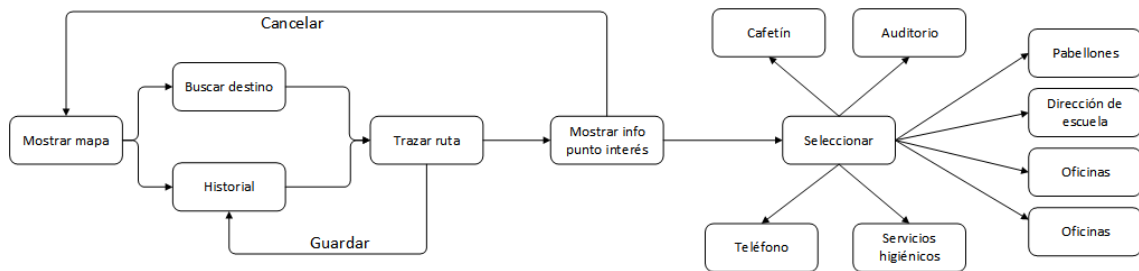 Cancelar
Mostrar mapa
Buscar destino
Historial
Guardar
Trazar ruta
Mostrar info
punto interés
Seleccionar
Cafetín
Auditorio
Teléfono
Servicios
higiénicos
Pabellones
Dirección de
escuela
Oficinas
Oficinas